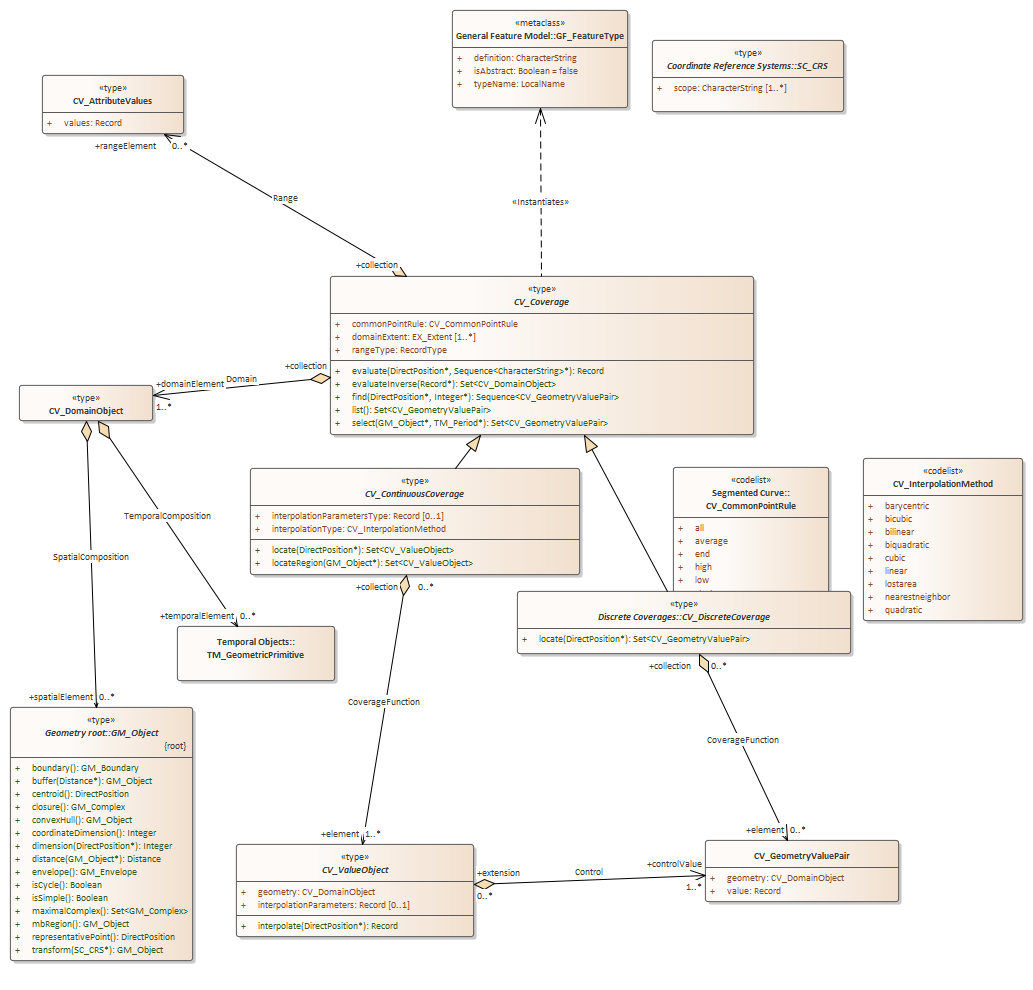 «metaclass»
General Feature Model::GF_FeatureType
+ definition: CharacterString
+ isAbstract: Boolean = false
+ typeName: LocalName
«type»
Coordinate Reference Systems::SC_CRS
+ scope: CharacterString [1..*]
«type»
CV_AttributeValues
+ values: Record
+rangeElement 0..*
Range
«Instantiates»
+collection
«type»
CV_Coverage
+ commonPointRule: CV_CommonPointRule
+ domainExtent: EX_Extent [1..*]
+ rangeType: RecordType
+ evaluate(DirectPosition*, Sequence<CharacterString>*): Record
+ evaluateInverse(Record*): Set<CV_DomainObject>
+ find(DirectPosition*, Integer*): Sequence<CV_GeometryValuePair>
+ list(): Set<CV_GeometryValuePair>
+ select(GM_Object*, TM_Period*): Set<CV_GeometryValuePair>
+collection
Domain
+domainElement
1..*
«type»
CV_DomainObject
TemporalComposition
SpatialComposition
«type»
CV_ContinuousCoverage
+ interpolationParametersType: Record [0..1]
+ interpolationType: CV_InterpolationMethod
+ locate(DirectPosition*): Set<CV_ValueObject>
+ locateRegion(GM_Object*): Set<CV_ValueObject>
«codelist»
Segmented Curve::
CV_CommonPointRule
+ all
+ average
+ end
+ high
+ low
«codelist»
CV_InterpolationMethod
+ barycentric
+ bicubic
+ bilinear
+ biquadratic
+ cubic
+ linear
+ lostarea
+ nearestneighbor
+ quadratic
+collection 0..*
«type»
Discrete Coverages::CV_DiscreteCoverage
+ locate(DirectPosition*): Set<CV_GeometryValuePair>
+temporalElement 0..*
Temporal Objects::
TM_GeometricPrimitive
+collection 0..*
+spatialElement 0..*
CoverageFunction
CoverageFunction
«type»
Geometry root::GM_Object
{root}
+ boundary(): GM_Boundary
+ buffer(Distance*): GM_Object
+ centroid(): DirectPosition
+ closure(): GM_Complex
+ convexHull(): GM_Object
+ coordinateDimension(): Integer
+ dimension(DirectPosition*): Integer
+ distance(GM_Object*): Distance
+ envelope(): GM_Envelope
+ isCycle(): Boolean
+ isSimple(): Boolean
+ maximalComplex(): Set<GM_Complex>
+ mbRegion(): GM_Object
+ representativePoint(): DirectPosition
+ transform(SC_CRS*): GM_Object
+element 1..*
+element 0..*
«type»
CV_ValueObject
+ geometry: CV_DomainObject
+ interpolationParameters: Record [0..1]
+ interpolate(DirectPosition*): Record
+extension
0..*
Control
+controlValue
1..*
CV_GeometryValuePair
+ geometry: CV_DomainObject
+ value: Record